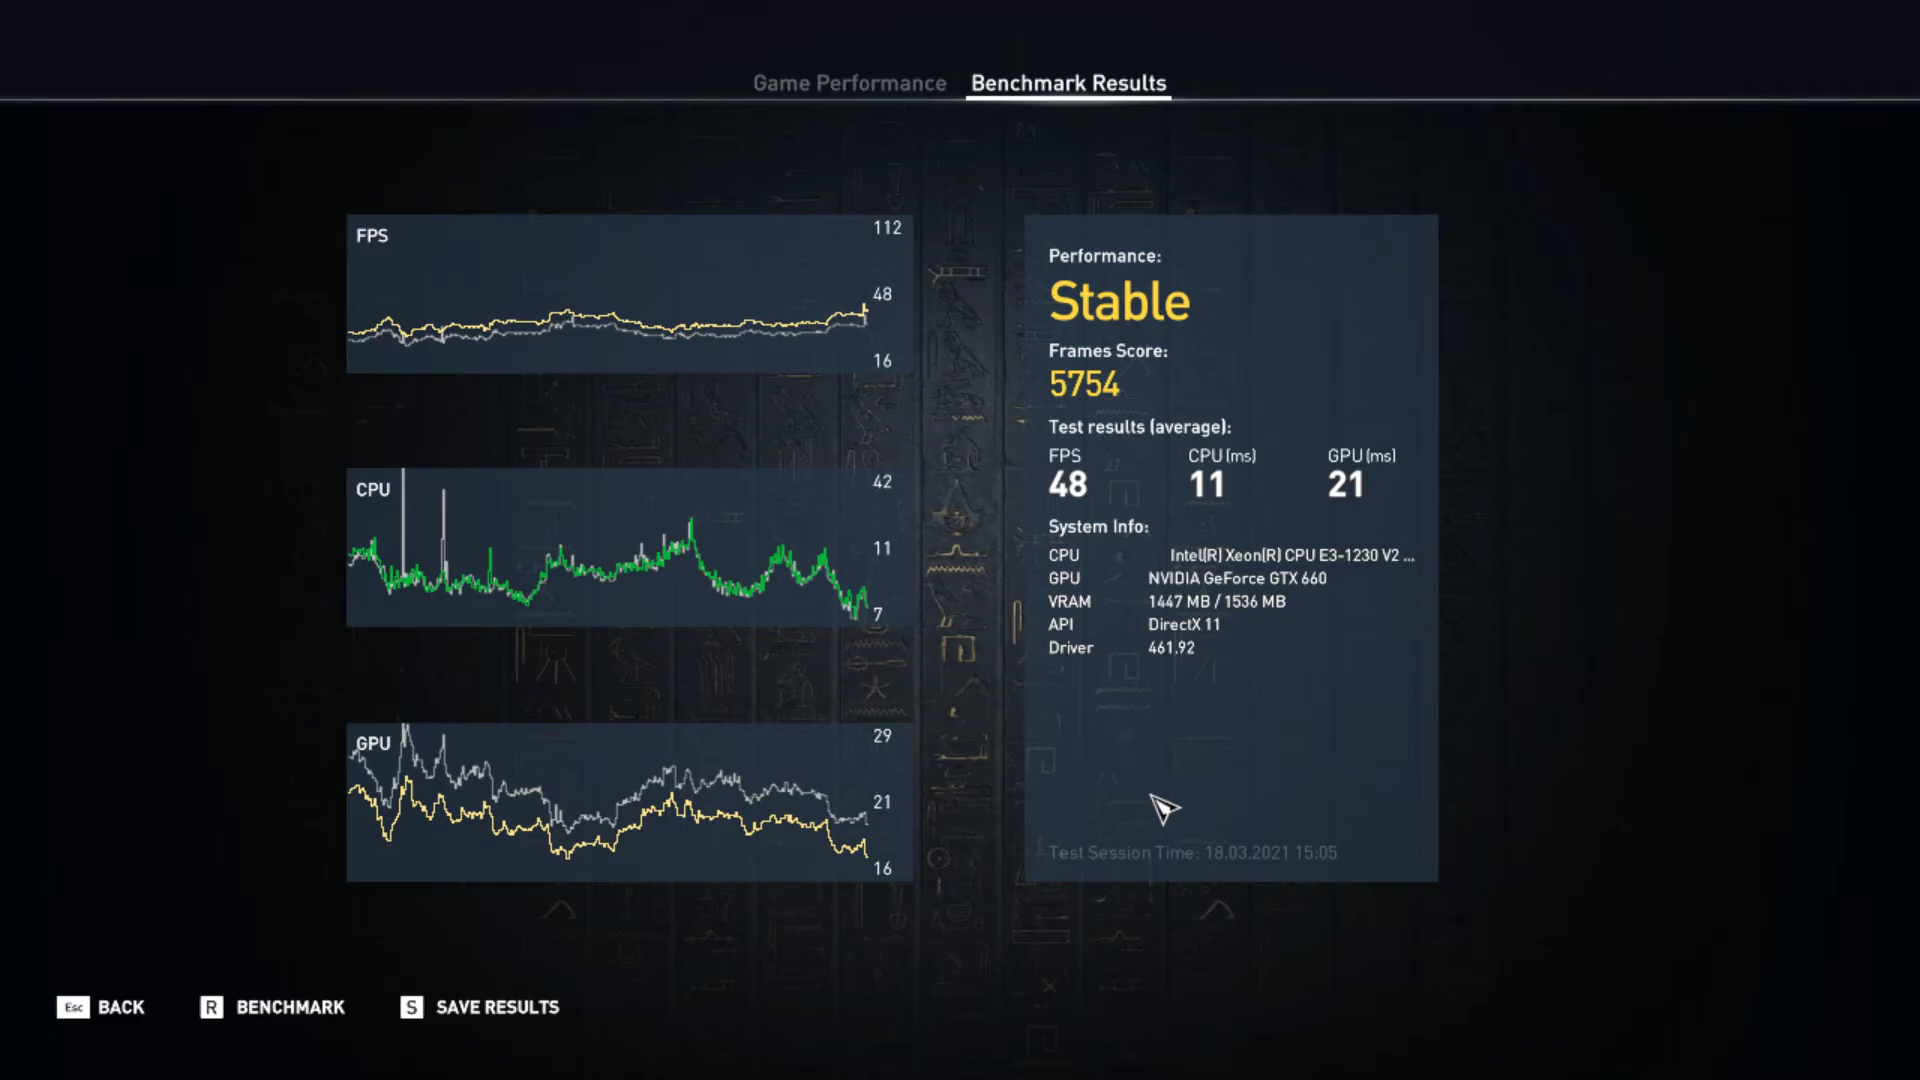 Game Performance Benchmark Results
FPS
112
48
16
CPU
42
11
7
GPU
29
21
16
Performance:
Stable
Frames Score:
5754
Test results (average):
FPS CPU (ms) GPU (ms)
48 11 21
System Info:
CPU Intel(R) Xeon(R) CPU E3-1230 V2 ...
GPU NVIDIA GeForce GTX 660
VRAM 1447 MB / 1536 MB
API DirectX 11
Driver 461.92
Test Session Time: 18.03.2021 15:05
Esc BACK R BENCHMARK S SAVE RESULTS